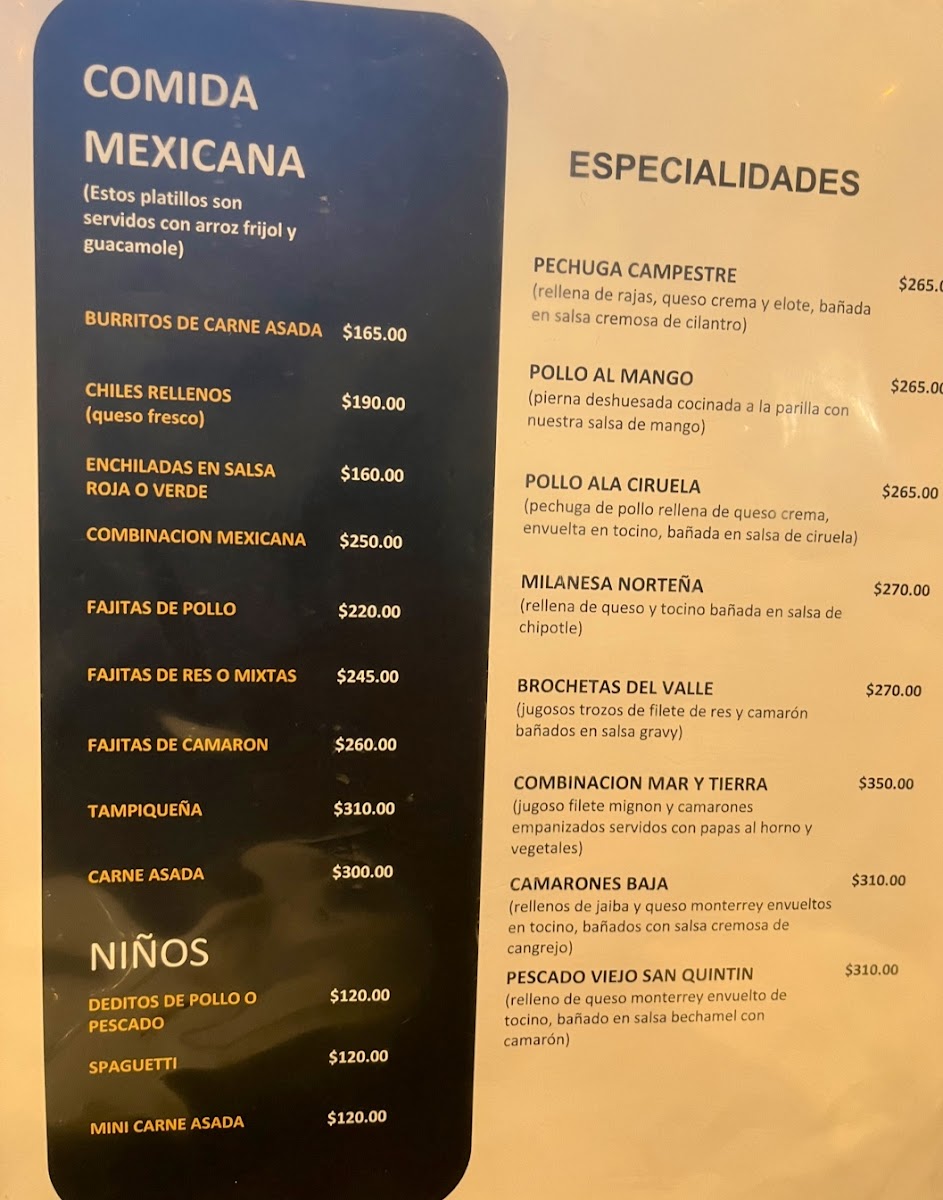 COMIDA
MEXICANA
(Estos platillos son
servidos con arroz frijol y
guacamole)
BURRITOS DE CARNE ASADA $165.00
CHILES RELLENOS $190.00
(queso fresco)
ENCHILADAS EN SALSA $160.00
ROJA O VERDE
COMBINACION MEXICANA $250.00
FAJITAS DE POLLO $220.00
FAJITAS DE RES O MIXTAS $245.00
FAJITAS DE CAMARON $260.00
TAMPIQUEÑA $310.00
CARNE ASADA $300.00
NIÑOS
DEDITOS DE POLLO O $120.00
PESCADO
SPAGUETTI $120.00
MINI CARNE ASADA $120.00
ESPECIALIDADES
PECHUGA CAMPESTRE $265.0
(rellena de rajas, queso crema y elote, bañada
en salsa cremosa de cilantro)
POLLO AL MANGO $265.00
(pierna deshuesada cocinada a la parilla con
nuestra salsa de mango)
POLLO ALA CIRUELA $265.00
(pechuga de pollo rellena de queso crema,
envuelta en tocino, bañada en salsa de ciruela)
MILANESA NORTEÑA $270.00
(rellena de queso y tocino bañada en salsa de
chipotle)
BROCHETAS DEL VALLE $270.00
(jugosos trozos de filete de res y camarón
bañados en salsa gravy)
COMBINACION MAR Y TIERRA $350.00
(jugoso filete mignon y camarones
empanizados servidos con papas al horno y
vegetales)
CAMARONES BAJA $310.00
(rellenos de jaiba y queso monterrey envueltos
en tocino, bañados con salsa cremosa de
cangrejo)
PESCADO VIEJO SAN QUINTIN $310.00
(relleno de queso monterrey envuelto de
tocino, bañado en salsa bechamel con
camarón)